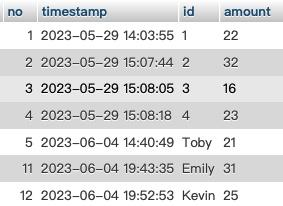 no timestamp id amount
1 2023-05-29 14:03:55 1 22
2 2023-05-29 15:07:44 2 32
3 2023-05-29 15:08:05 3 16
4 2023-05-29 15:08:18 4 23
5 2023-06-04 14:40:49 Toby 21
11 2023-06-04 19:43:35 Emily 31
12 2023-06-04 19:52:53 Kevin 25